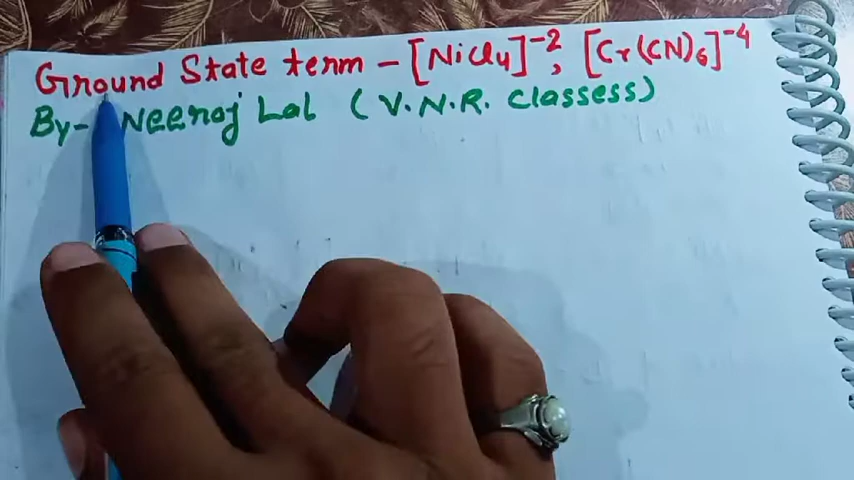 Ground State term - [NiCl4]⁻², [Cr(CN)6]⁻⁴
By- Neeraj Lal (V.N.R. Classess)